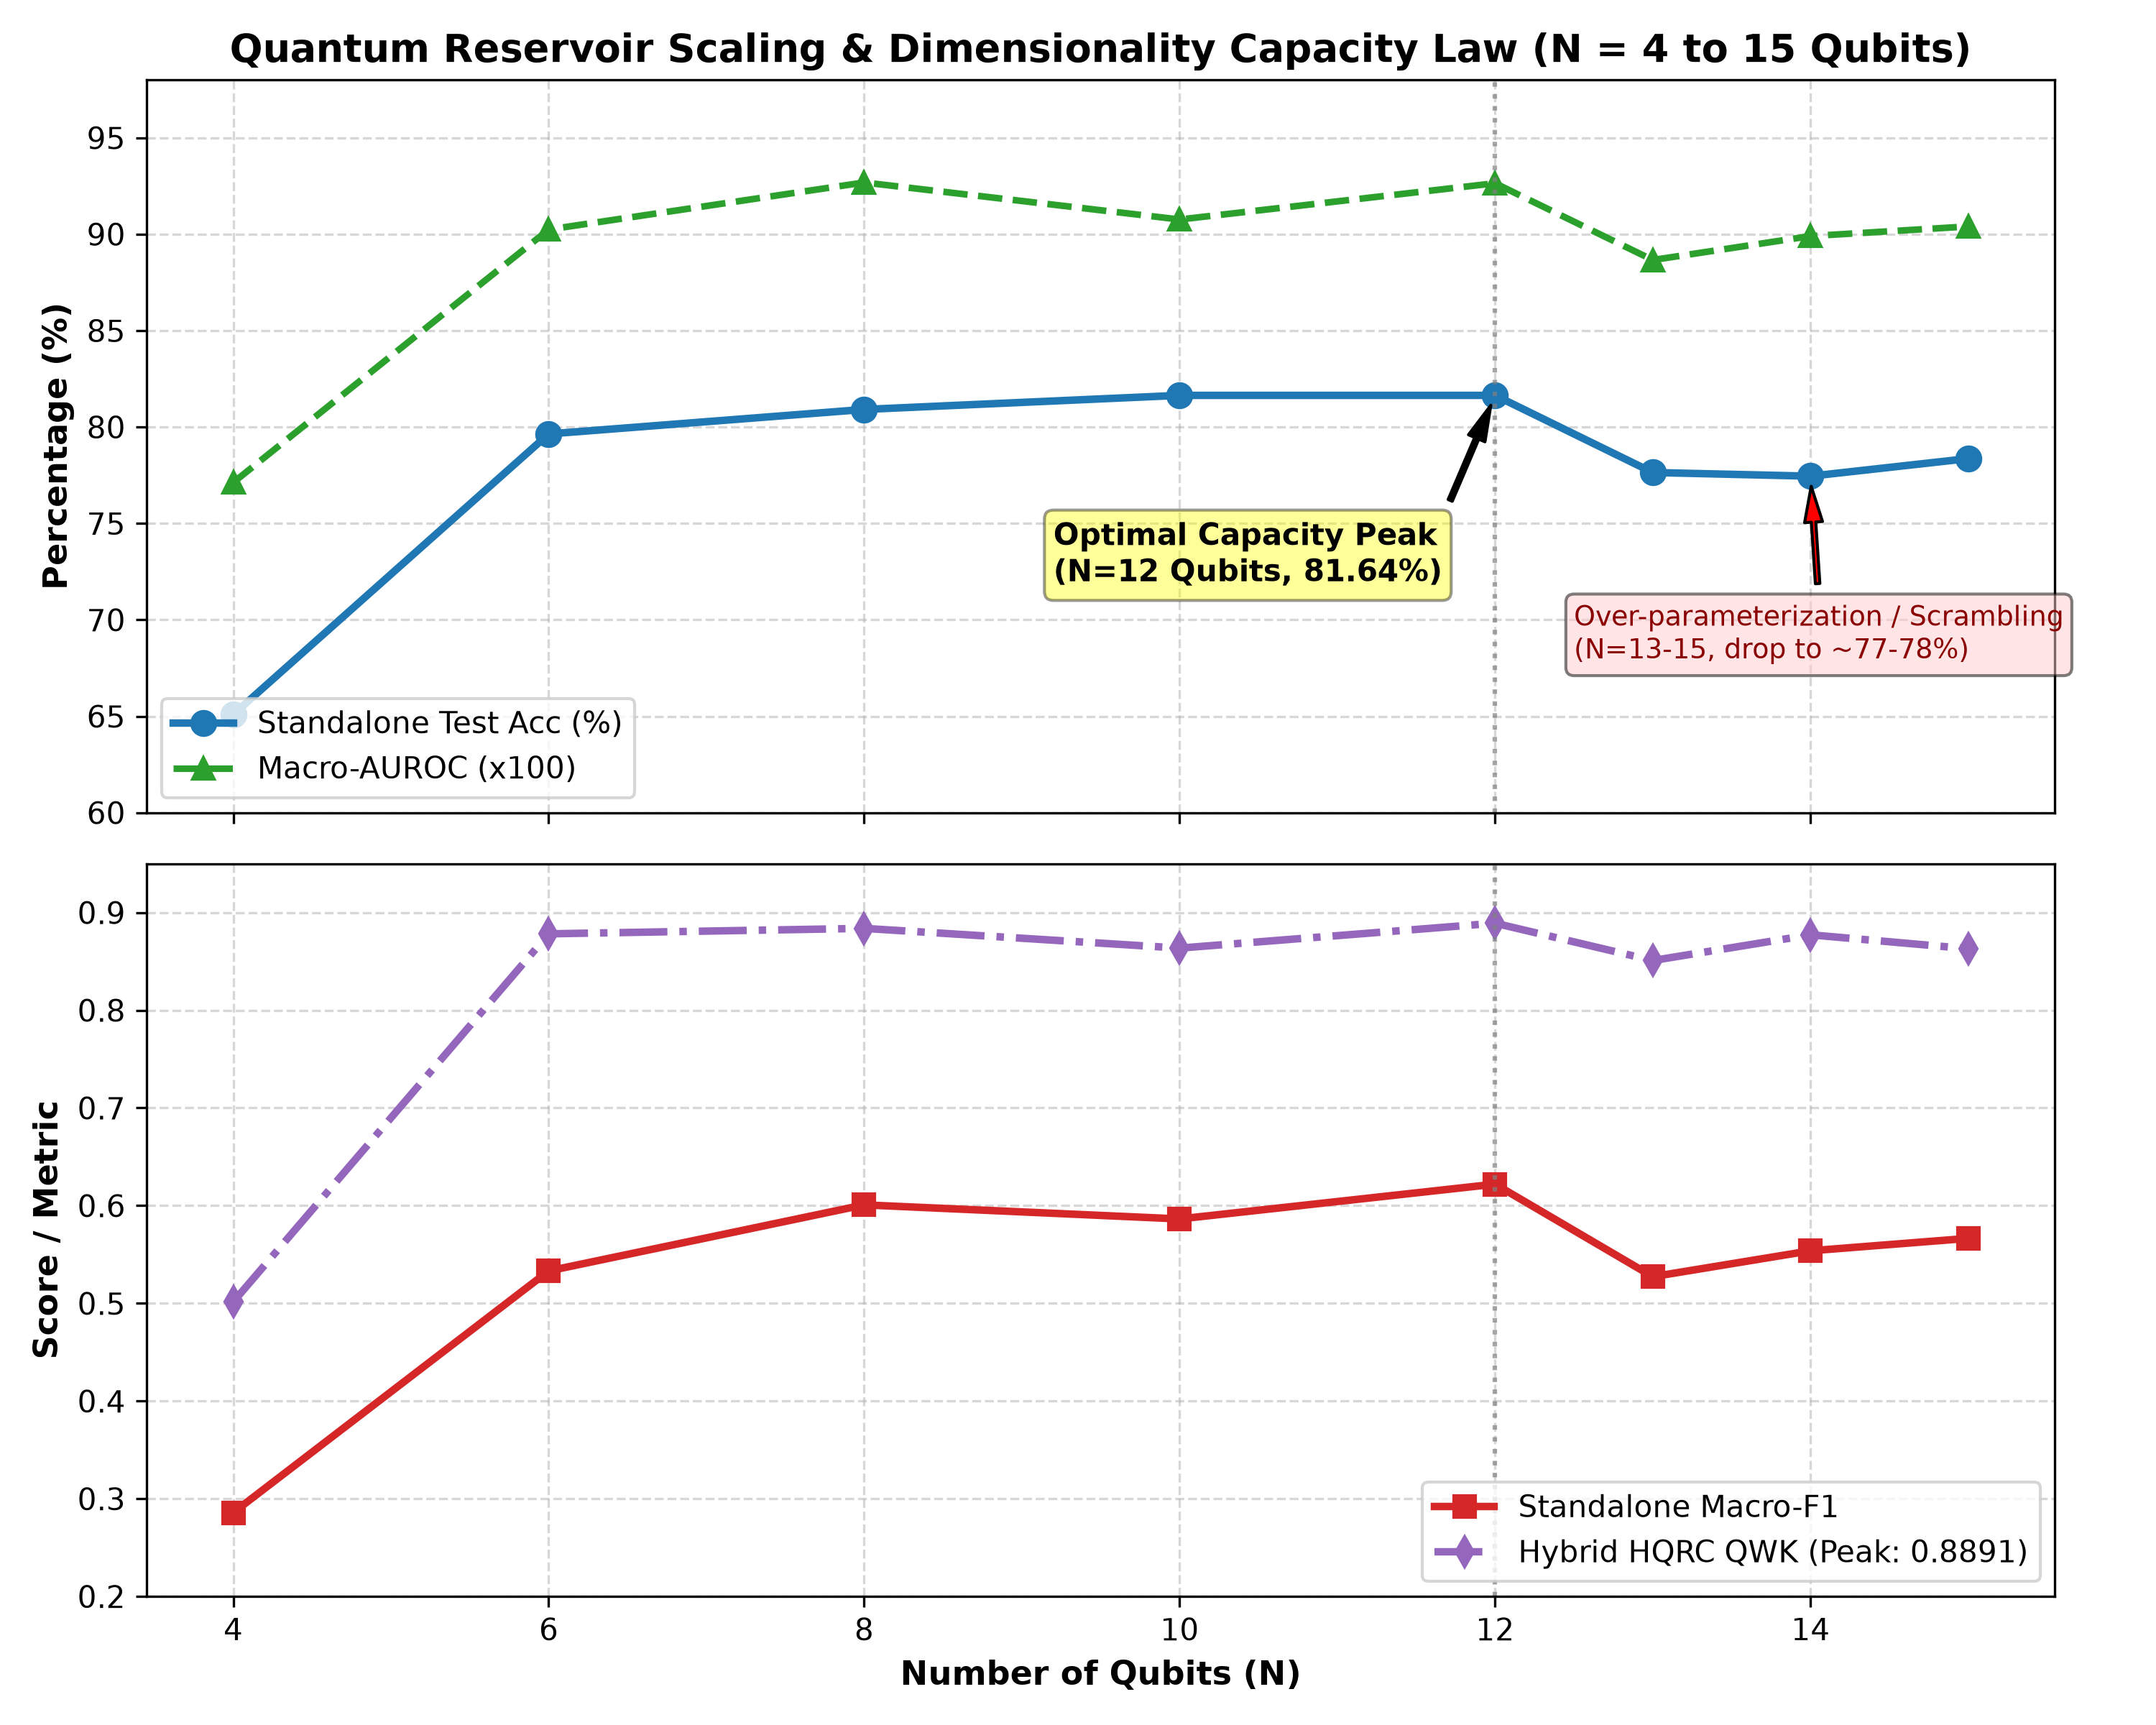 Quantum Reservoir Scaling & Dimensionality Capacity Law (N = 4 to 15 Qubits)
Percentage (%)
95
90
85
80
75
70
65
60
Optimal Capacity Peak
(N=12 Qubits, 81.64%)
Over-parameterization / Scrambling
(N=13-15, drop to ~77-78%)
Standalone Test Acc (%)
Macro-AUROC (x100)
Score / Metric
0.9
0.8
0.7
0.6
0.5
0.4
0.3
0.2
Standalone Macro-F1
Hybrid HQRC QWK (Peak: 0.8891)
4 6 8 10 12 14
Number of Qubits (N)